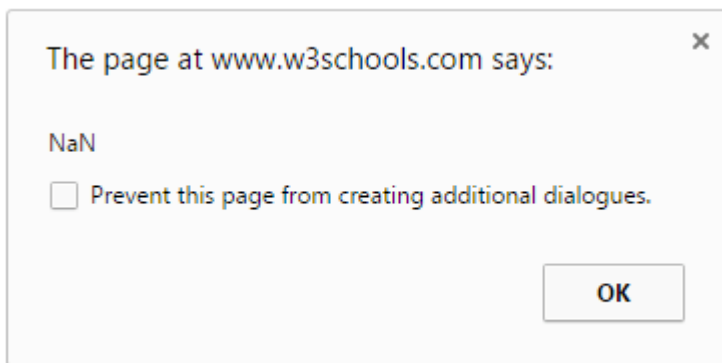 The page at www.w3schools.com says:
NaN
Prevent this page from creating additional dialogues.
OK